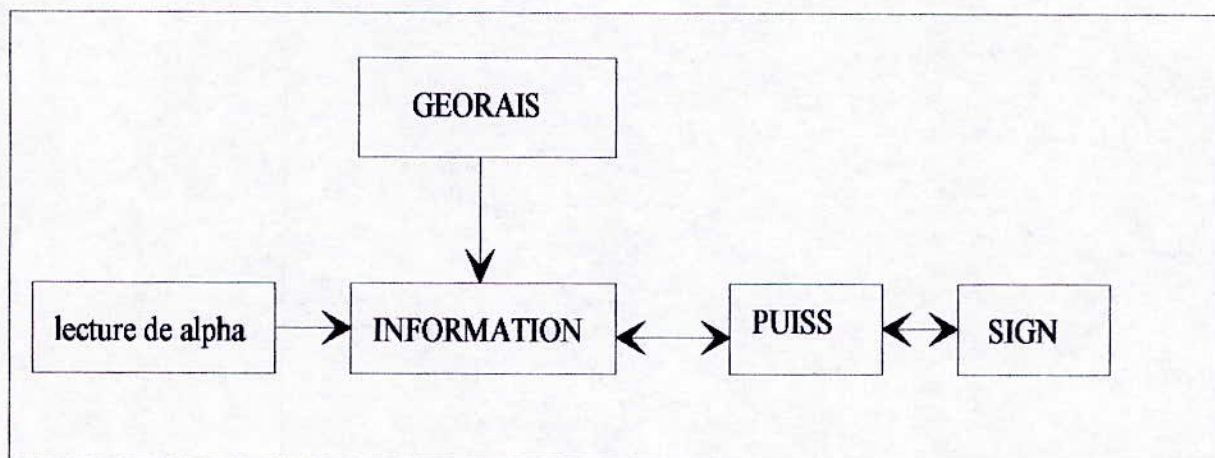 GEORAIS
lecture de alpha
INFORMATION
PUISS
SIGN